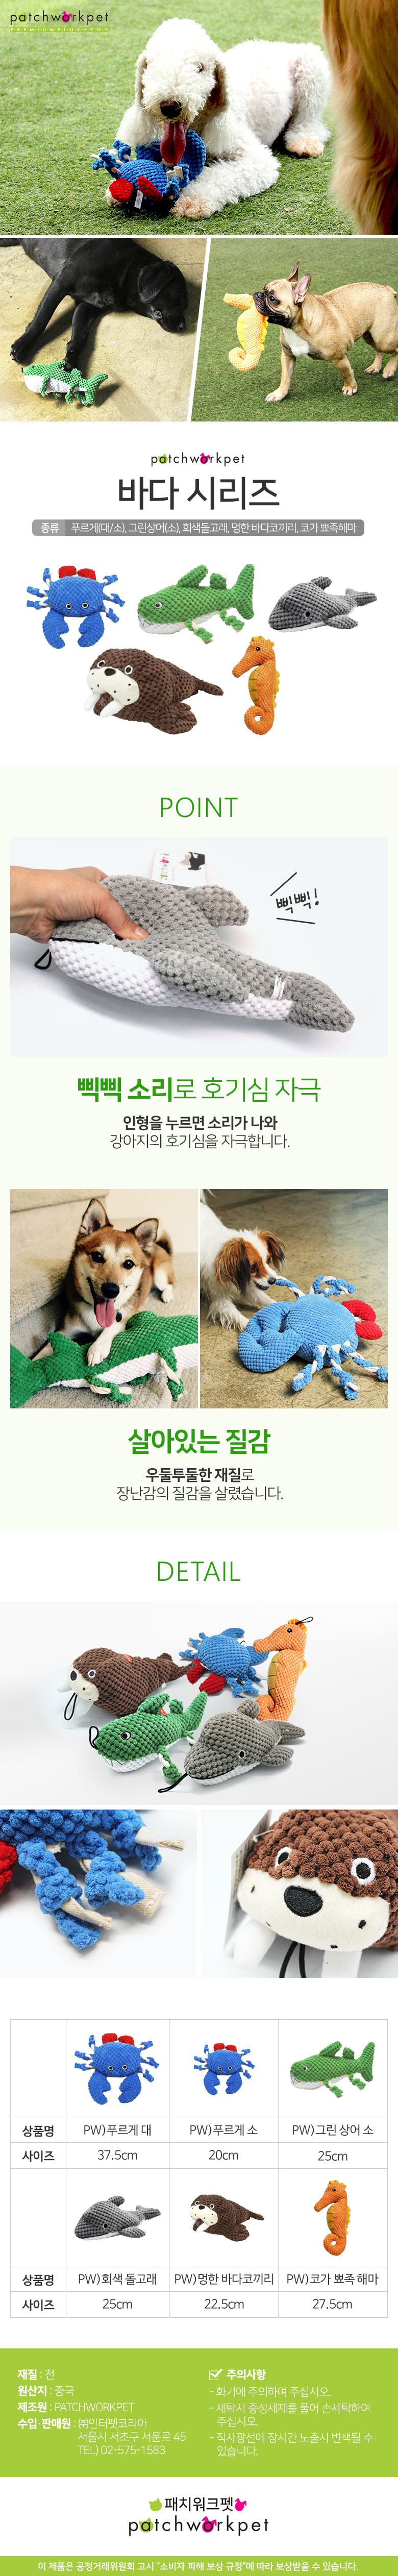 patchworkpet
patchworkpet
바다 시리즈
종류 푸르게(대/소), 그린상어(소), 회색돌고래, 멍한 바다코끼리, 코가 뾰족해마
POINT
삑삑!
삑삑 소리로 호기심 자극
인형을 누르면 소리가 나와
강아지의 호기심을 자극합니다.
살아있는 질감
우둘투둘한 재질로
장난감의 질감을 살렸습니다.
DETAIL
상품명 PW)푸르게 대 PW)푸르게 소 PW)그린 상어 소
사이즈 37.5cm 20cm 25cm
상품명 PW)회색 돌고래 PW)멍한 바다코끼리 PW)코가 뾰족 해마
사이즈 25cm 22.5cm 27.5cm
재질 : 천
원산지 : 중국
제조원 : PATCHWORKPET
수입·판매원 : ㈜인터펫코리아
서울시 서초구 서운로 45
TEL) 02-575-1583
주의사항
- 화기에 주의하여 주십시오.
- 세탁시 중성세제를 풀어 손세탁하여
주십시오.
- 직사광선에 장시간 노출시 변색될 수
있습니다.
패치워크펫
patchworkpet
이 제품은 공정거래위원회 고시 "소비자 피해 보상 규정"에 따라 보상받을 수 있습니다.